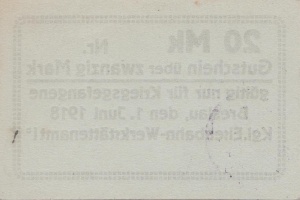 20 Mk Nr.
Gutschein über zwanzig Mark
gültig nur für Kriegsgefangene
Breslau, den 1. Juni 1918
Kgl. Eisenbahn-Werkstättenamt